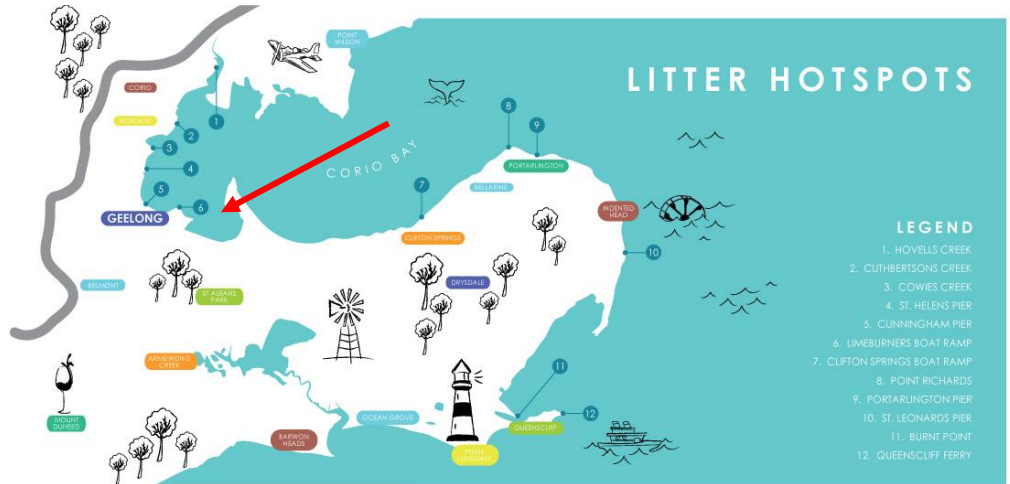 LITTER HOTSPOTS
POINT
WILSON
CORIO
NORLANE
1
2
3
4
5
6
GEELONG
CORIO BAY
7
8
9
PORTARLINGTON
BELLARINE
CLIFTON SPRINGS
INDENTED
HEAD
10
BELMONT
ST ALBANS
PARK
DRYSDALE
ARMSTRONG
CREEK
MOUNT
DUNEED
BARWON
HEADS
OCEAN GROVE
POINT
LONSDALE
11
12
QUEENSCLIFF
LEGEND
1. HOVELLS CREEK
2. CUTHBERTSONS CREEK
3. COWIES CREEK
4. ST. HELENS PIER
5. CUNNINGHAM PIER
6. LIMEBURNERS BOAT RAMP
7. CLIFTON SPRINGS BOAT RAMP
8. POINT RICHARDS
9. PORTARLINGTON PIER
10. ST. LEONARDS PIER
11. BURNT POINT
12. QUEENSCLIFF FERRY